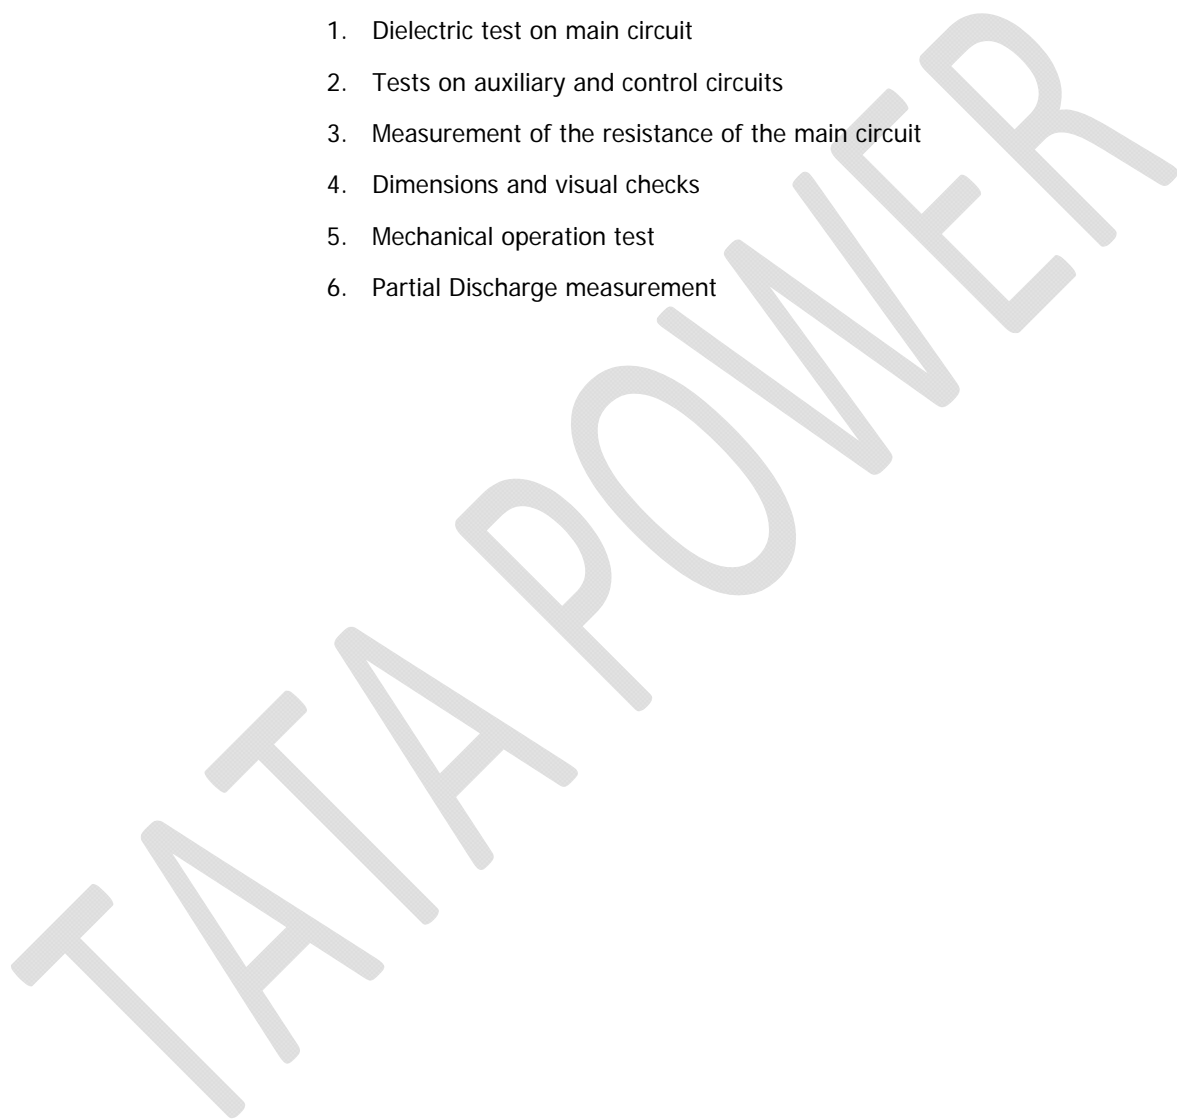 1. Dielectric test on main circuit
2. Tests on auxiliary and control circuits
3. Measurement of the resistance of the main circuit
4. Dimensions and visual checks
5. Mechanical operation test
6. Partial Discharge measurement
TATA POWER